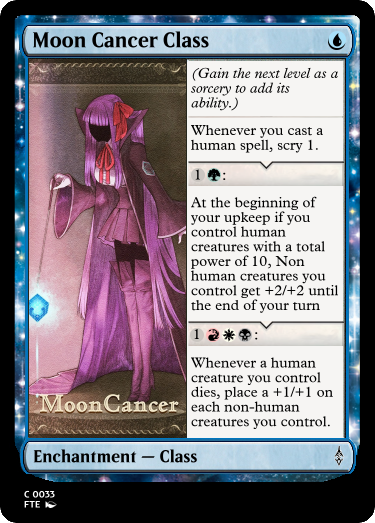 Moon Cancer Class
(Gain the next level as a
sorcery to add its
ability.)
Whenever you cast a
human spell, scry 1.
1 :
At the beginning of
your upkeep if you
control human
creatures with a total
power of 10, Non
human creatures you
control get +2/+2 until
the end of your turn
1 :
Whenever a human
creature you control
dies, place a +1/+1 on
each non-human
creatures you control.
MoonCancer
Enchantment — Class
C 0033
FTE